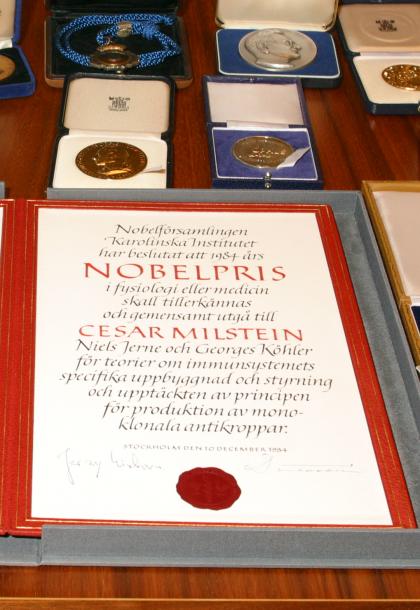 Nobelförsamlingen
Karolinska Institutet
har beslutat att 1984 års
NOBELPRIS
i fysiologi eller medicin
skall tillerkännas
och gemensamt utgå till
CESAR MILSTEIN
Niels Jerne och Georges Köhler
för teorier om immunsystemets
specifika uppbyggnad och styrning
och upptäckten av principen
för produktion av mono-
klonala antikroppar.
STOCKHOLM DEN 10 DECEMBER 1984